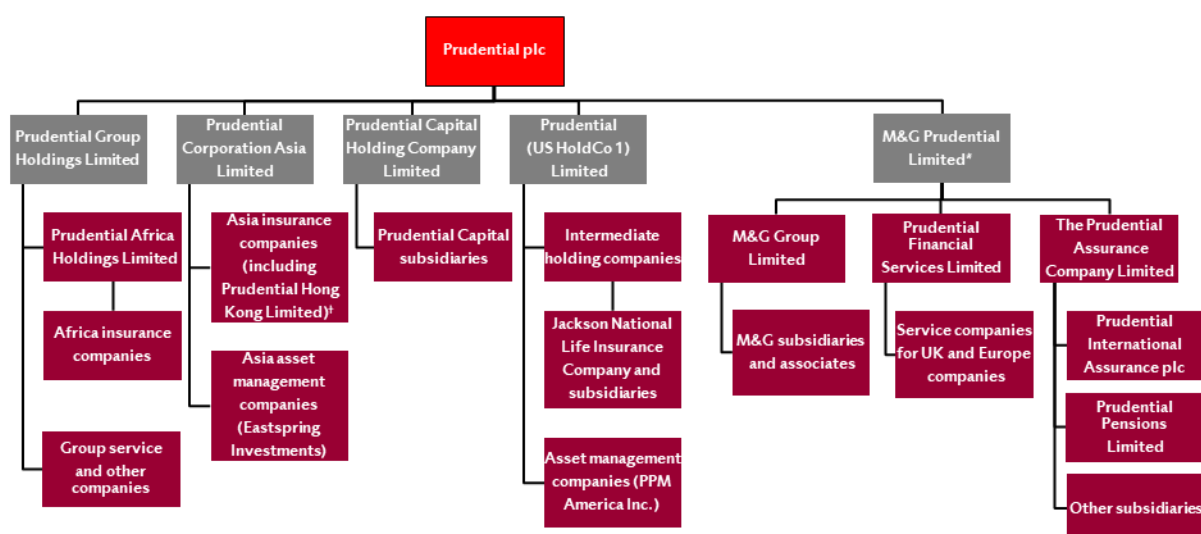 Prudential plc
Prudential Group
Holdings Limited
Prudential
Corporation Asia
Limited
Prudential Capital
Holding Company
Limited
Prudential
(US HoldCo 1)
Limited
M&G Prudential
Limited*
Prudential Africa
Holdings Limited
Africa insurance
companies
Group service
and other
companies
Asia insurance
companies
(including
Prudential Hong
Kong Limited)†
Asia asset
management
companies
(Eastspring
Investments)
Prudential Capital
subsidiaries
Intermediate
holding companies
Jackson National
Life Insurance
Company and
subsidiaries
Asset management
companies (PPM
America Inc.)
M&G Group
Limited
M&G subsidiaries
and associates
Prudential
Financial
Services Limited
Service companies
for UK and Europe
companies
The Prudential
Assurance
Company Limited
Prudential
International
Assurance plc
Prudential
Pensions
Limited
Other subsidiaries